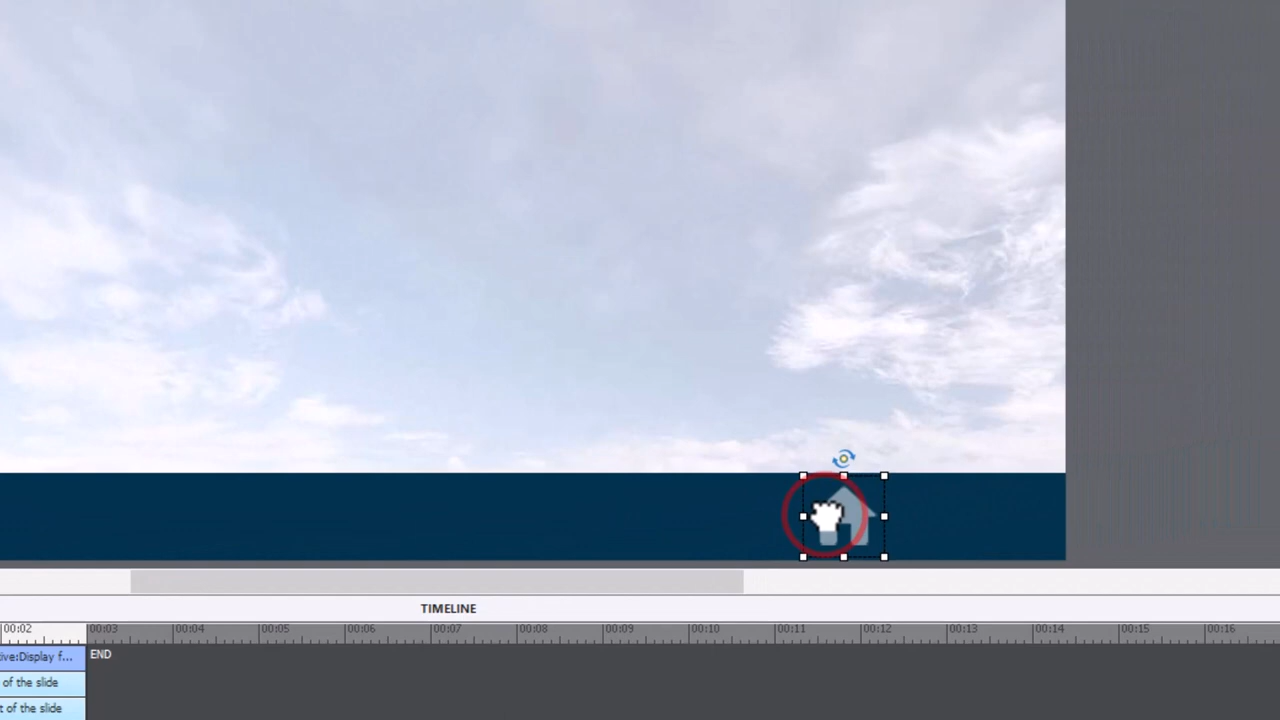 TIMELINE
00:02 00:03 00:04 00:05 00:06 00:07 00:08 00:09 00:10 00:11 00:12 00:13 00:14 00:15 00:16
ive:Display f... END
of the slide
t of the slide